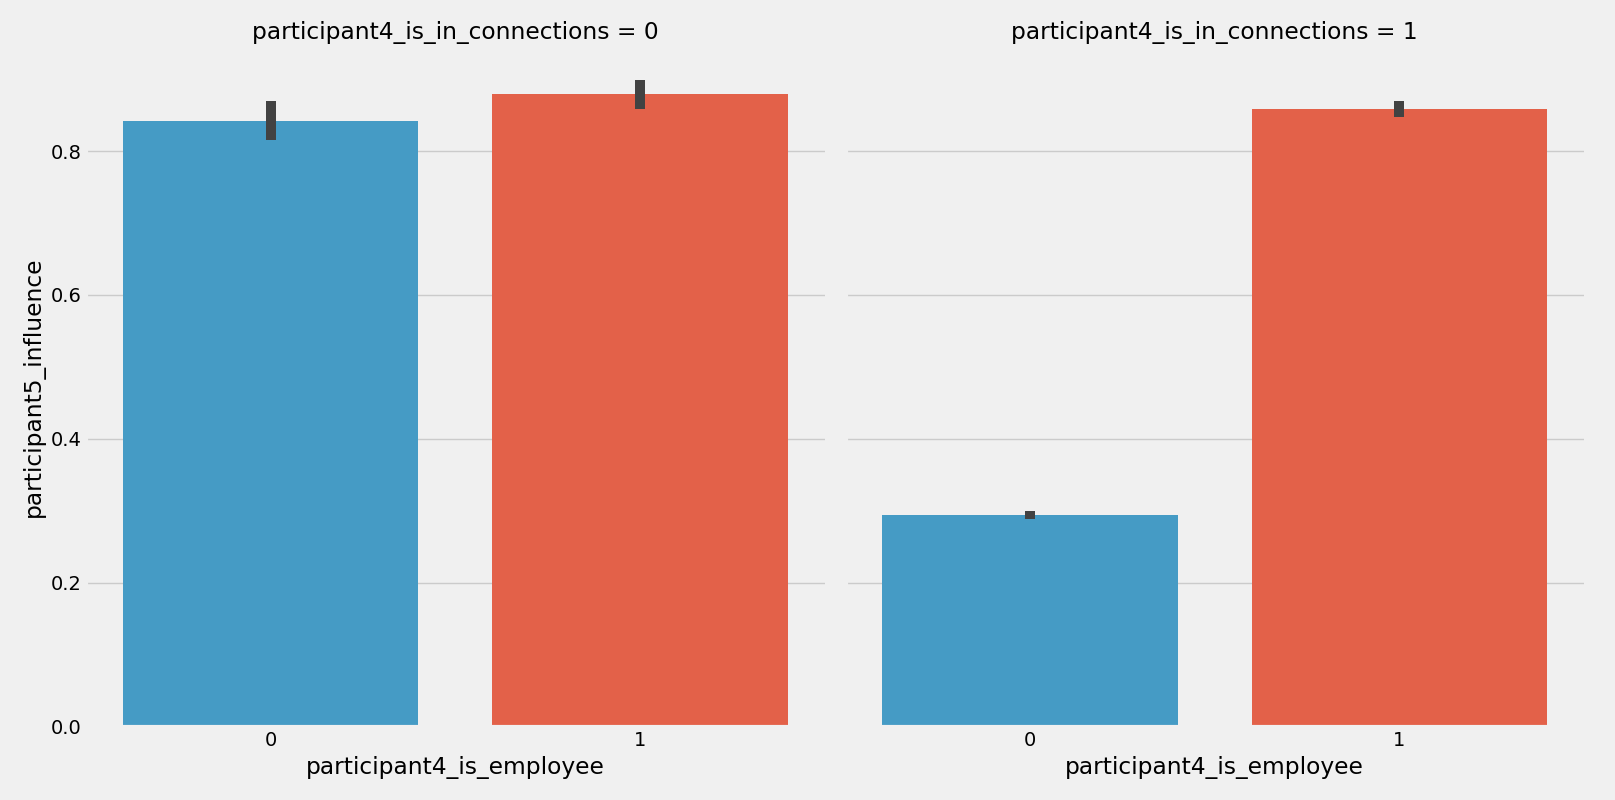 participant4_is_in_connections = 0
participant4_is_in_connections = 1
participant5_influence
0.8
0.6
0.4
0.2
0.0
0 1
0 1
participant4_is_employee
participant4_is_employee